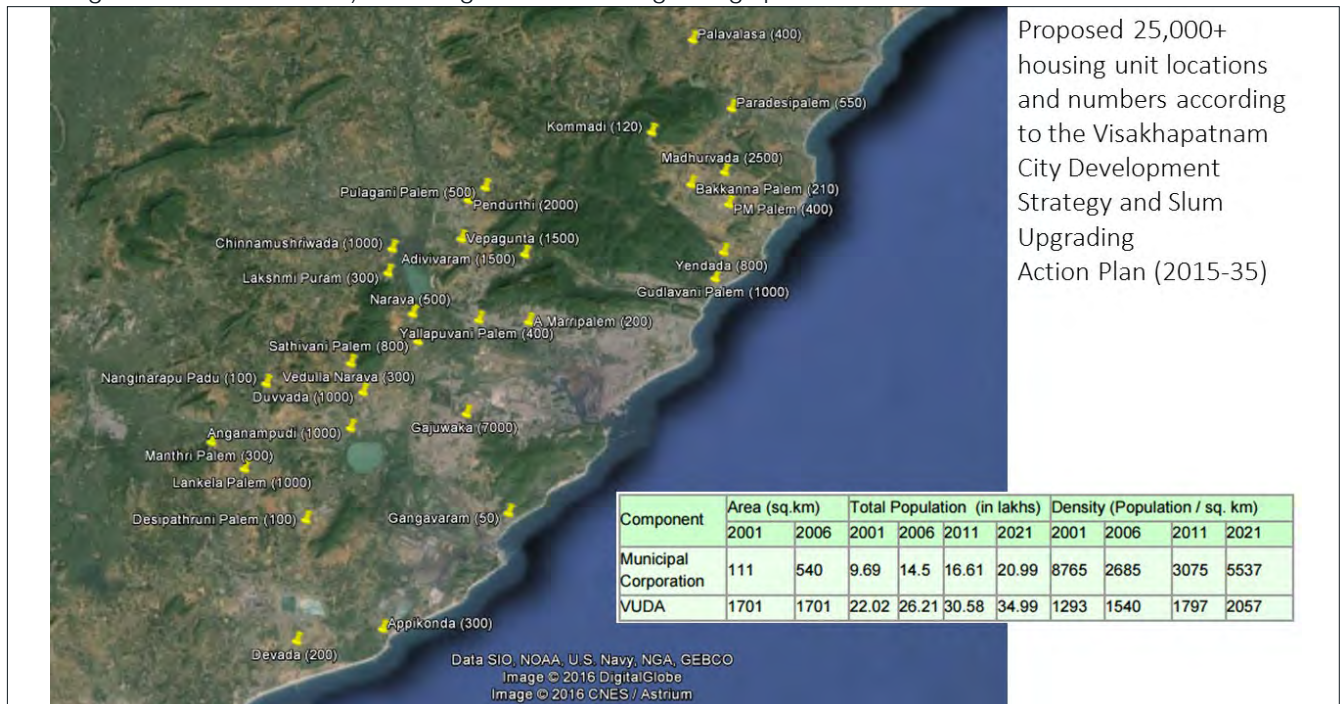 Proposed 25,000+
housing unit locations
and numbers according
to the Visakhapatnam
City Development
Strategy and Slum
Upgrading
Action Plan (2015-35)
Palavalasa (400)
Paradesipalem (550)
Kommadi (120)
Madhurvada (2500)
Bakkanna Palem (210)
PM Palem (400)
Pulagani Palem (500)
Pendurthi (2000)
Vepagunta (1500)
Chinnamushriwada (1000)
Adivivaram (1500)
Yendada (800)
Lakshmi Puram (300)
Gudlavani Palem (1000)
Narava (500)
A Marripalem (200)
Yallapuvani Palem (400)
Sathivani Palem (800)
Nanginarapu Padu (100)
Vedulla Narava (300)
Duvvada (1000)
Anganampudi (1000)
Gajuwaka (7000)
Manthri Palem (300)
Lankela Palem (1000)
Desipathruni Palem (100)
Gangavaram (50)
Appikonda (300)
Devada (200)
Data SIO, NOAA, U.S. Navy, NGA, GEBCO
Image © 2016 DigitalGlobe
Image © 2016 CNES / Astrium
Component Area (sq.km) Total Population (in lakhs) Density (Population / sq. km)
2001 2006 2001 2006 2011 2021 2001 2006 2011 2021
Municipal Corporation 111 540 9.69 14.5 16.61 20.99 8765 2685 3075 5537
VUDA 1701 1701 22.02 26.21 30.58 34.99 1293 1540 1797 2057